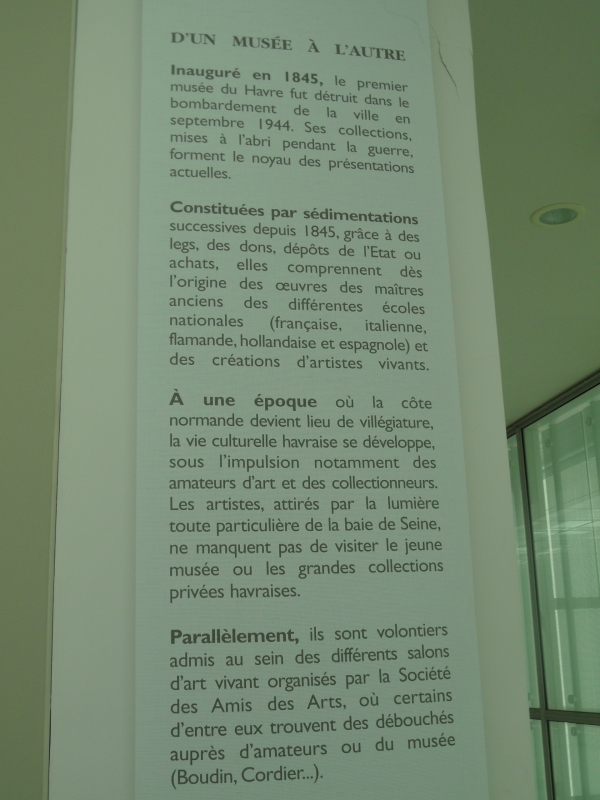 D'UN MUSÉE À L'AUTRE
Inauguré en 1845, le premier
musée du Havre fut détruit dans le
bombardement de la ville en
septembre 1944. Ses collections,
mises à l'abri pendant la guerre,
forment le noyau des présentations
actuelles.
Constituées par sédimentations
successives depuis 1845, grâce à des
legs, des dons, dépôts de l'Etat ou
achats, elles comprennent dès
l'origine des œuvres des maîtres
anciens des différentes écoles
nationales (française, italienne,
flamande, hollandaise et espagnole) et
des créations d'artistes vivants.
À une époque où la côte
normande devient lieu de villégiature,
la vie culturelle havraise se développe,
sous l'impulsion notamment des
amateurs d'art et des collectionneurs.
Les artistes, attirés par la lumière
toute particulière de la baie de Seine,
ne manquent pas de visiter le jeune
musée ou les grandes collections
privées havraises.
Parallèlement, ils sont volontiers
admis au sein des différents salons
d'art vivant organisés par la Société
des Amis des Arts, où certains
d'entre eux trouvent des débouchés
auprès d'amateurs ou du musée
(Boudin, Cordier...).